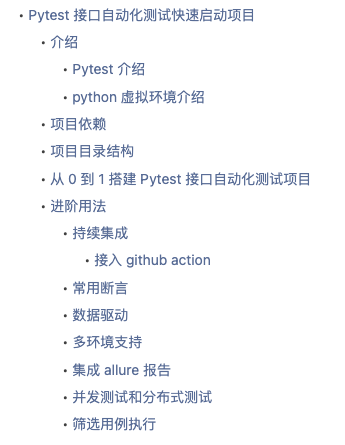 Pytest 接口自动化测试快速启动项目
介绍
Pytest 介绍
python 虚拟环境介绍
项目依赖
项目目录结构
从 0 到 1 搭建 Pytest 接口自动化测试项目
进阶用法
持续集成
接入 github action
常用断言
数据驱动
多环境支持
集成 allure 报告
并发测试和分布式测试
筛选用例执行